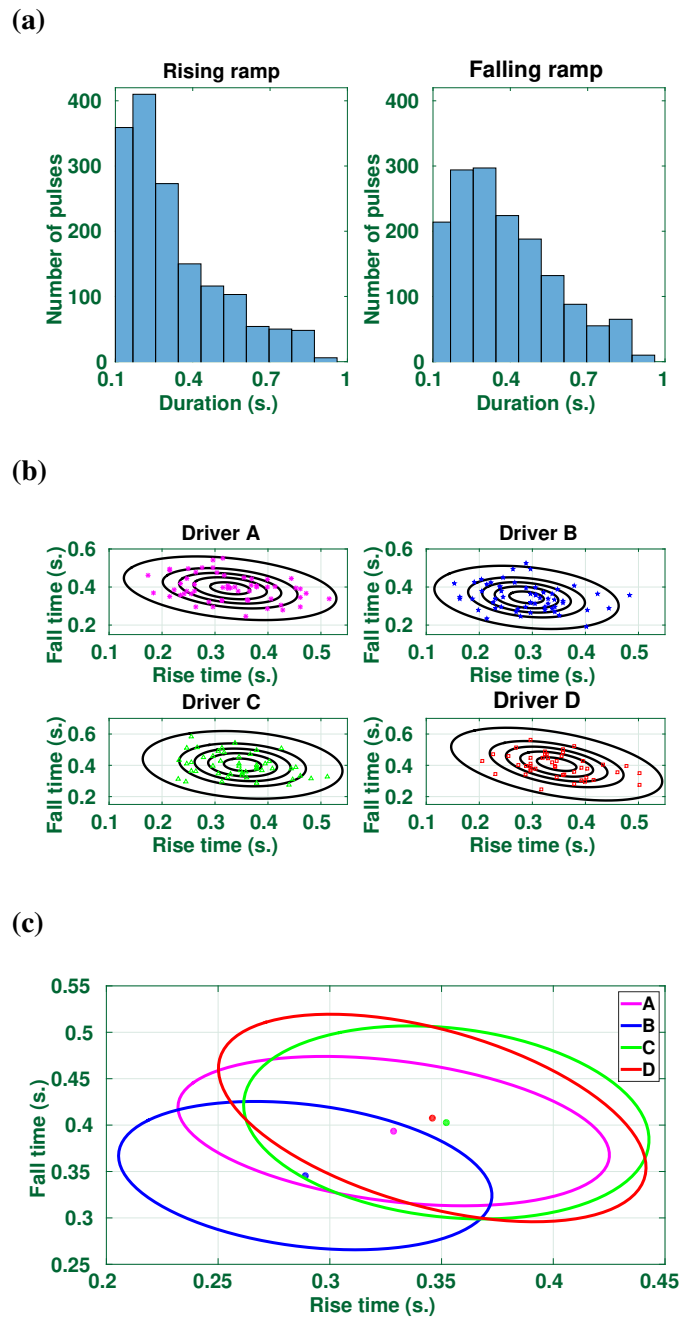 (a)
Rising ramp
Number of pulses
400
300
200
100
0
0.1 0.4 0.7 1
Duration (s.)
Falling ramp
Number of pulses
400
300
200
100
0
0.1 0.4 0.7 1
Duration (s.)
(b)
Driver A
Fall time (s.)
0.6
0.4
0.2
0.1 0.2 0.3 0.4 0.5
Rise time (s.)
Driver B
Fall time (s.)
0.6
0.4
0.2
0.1 0.2 0.3 0.4 0.5
Rise time (s.)
Driver C
Fall time (s.)
0.8
0.6
0.4
0.2
0.1 0.2 0.3 0.4 0.5
Rise time (s.)
Driver D
Fall time (s.)
0.8
0.6
0.4
0.2
0.1 0.2 0.3 0.4 0.5
Rise time (s.)
(c)
Fall time (s.)
0.55
0.5
0.45
0.4
0.35
0.3
0.25
0.2 0.25 0.3 0.35 0.4 0.45
Rise time (s.)
A
B
C
D